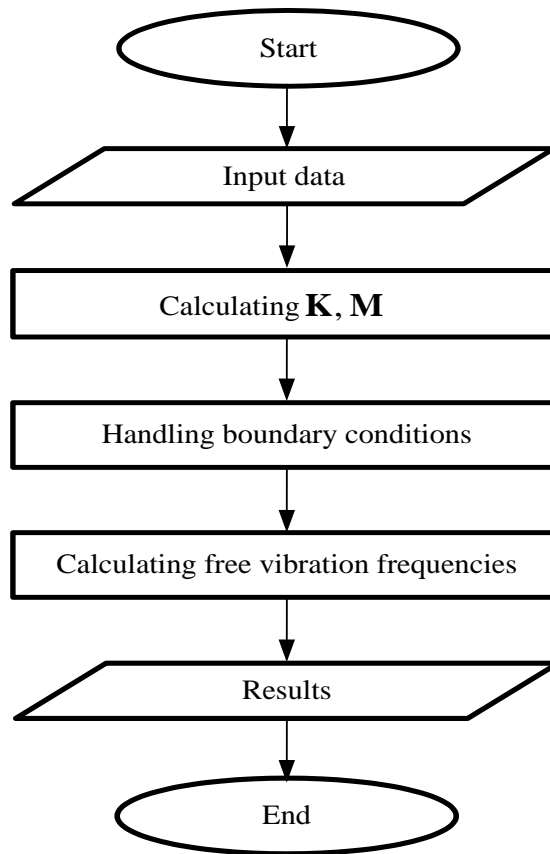 Start
Input data
Calculating K, M
Handling boundary conditions
Calculating free vibration frequencies
Results
End